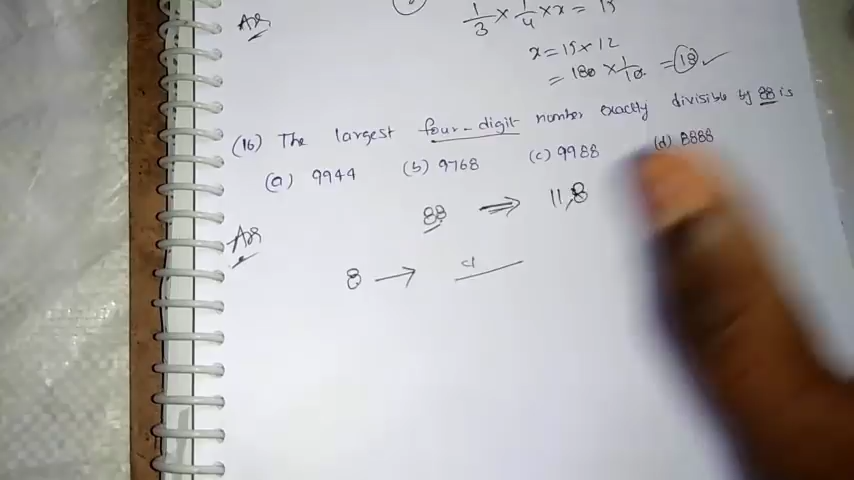 Ans
1/3 × 1/4 × x = 15
x = 15 × 12
= 180 × 1/10 = 18 ✓
(16) The largest four-digit number exactly divisible by 88 is
(a) 9944 (b) 9768 (c) 9988 (d) 8888
88 ⇒ 11,8
Ans
8 →